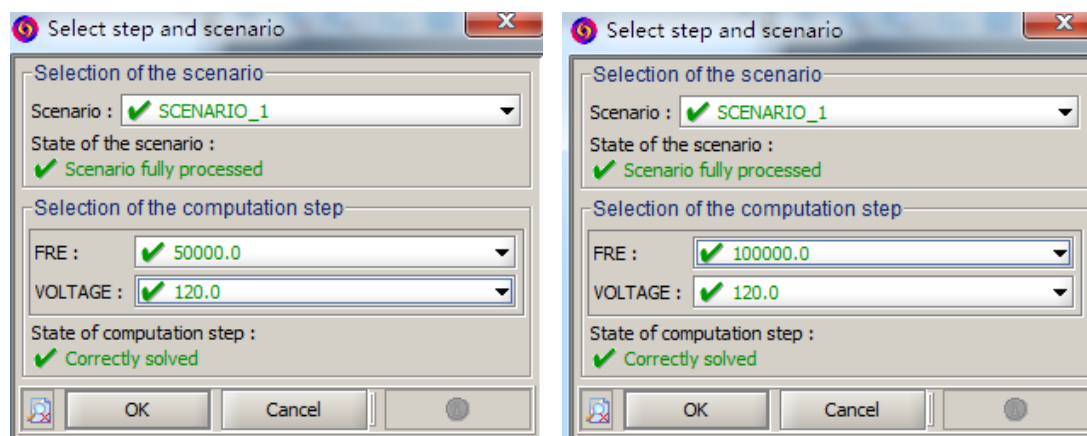 Select step and scenario
Selection of the scenario
Scenario : SCENARIO_1
State of the scenario :
Scenario fully processed
Selection of the computation step
FRE : 50000.0
VOLTAGE : 120.0
State of computation step :
Correctly solved
OK Cancel
Select step and scenario
Selection of the scenario
Scenario : SCENARIO_1
State of the scenario :
Scenario fully processed
Selection of the computation step
FRE : 100000.0
VOLTAGE : 120.0
State of computation step :
Correctly solved
OK Cancel